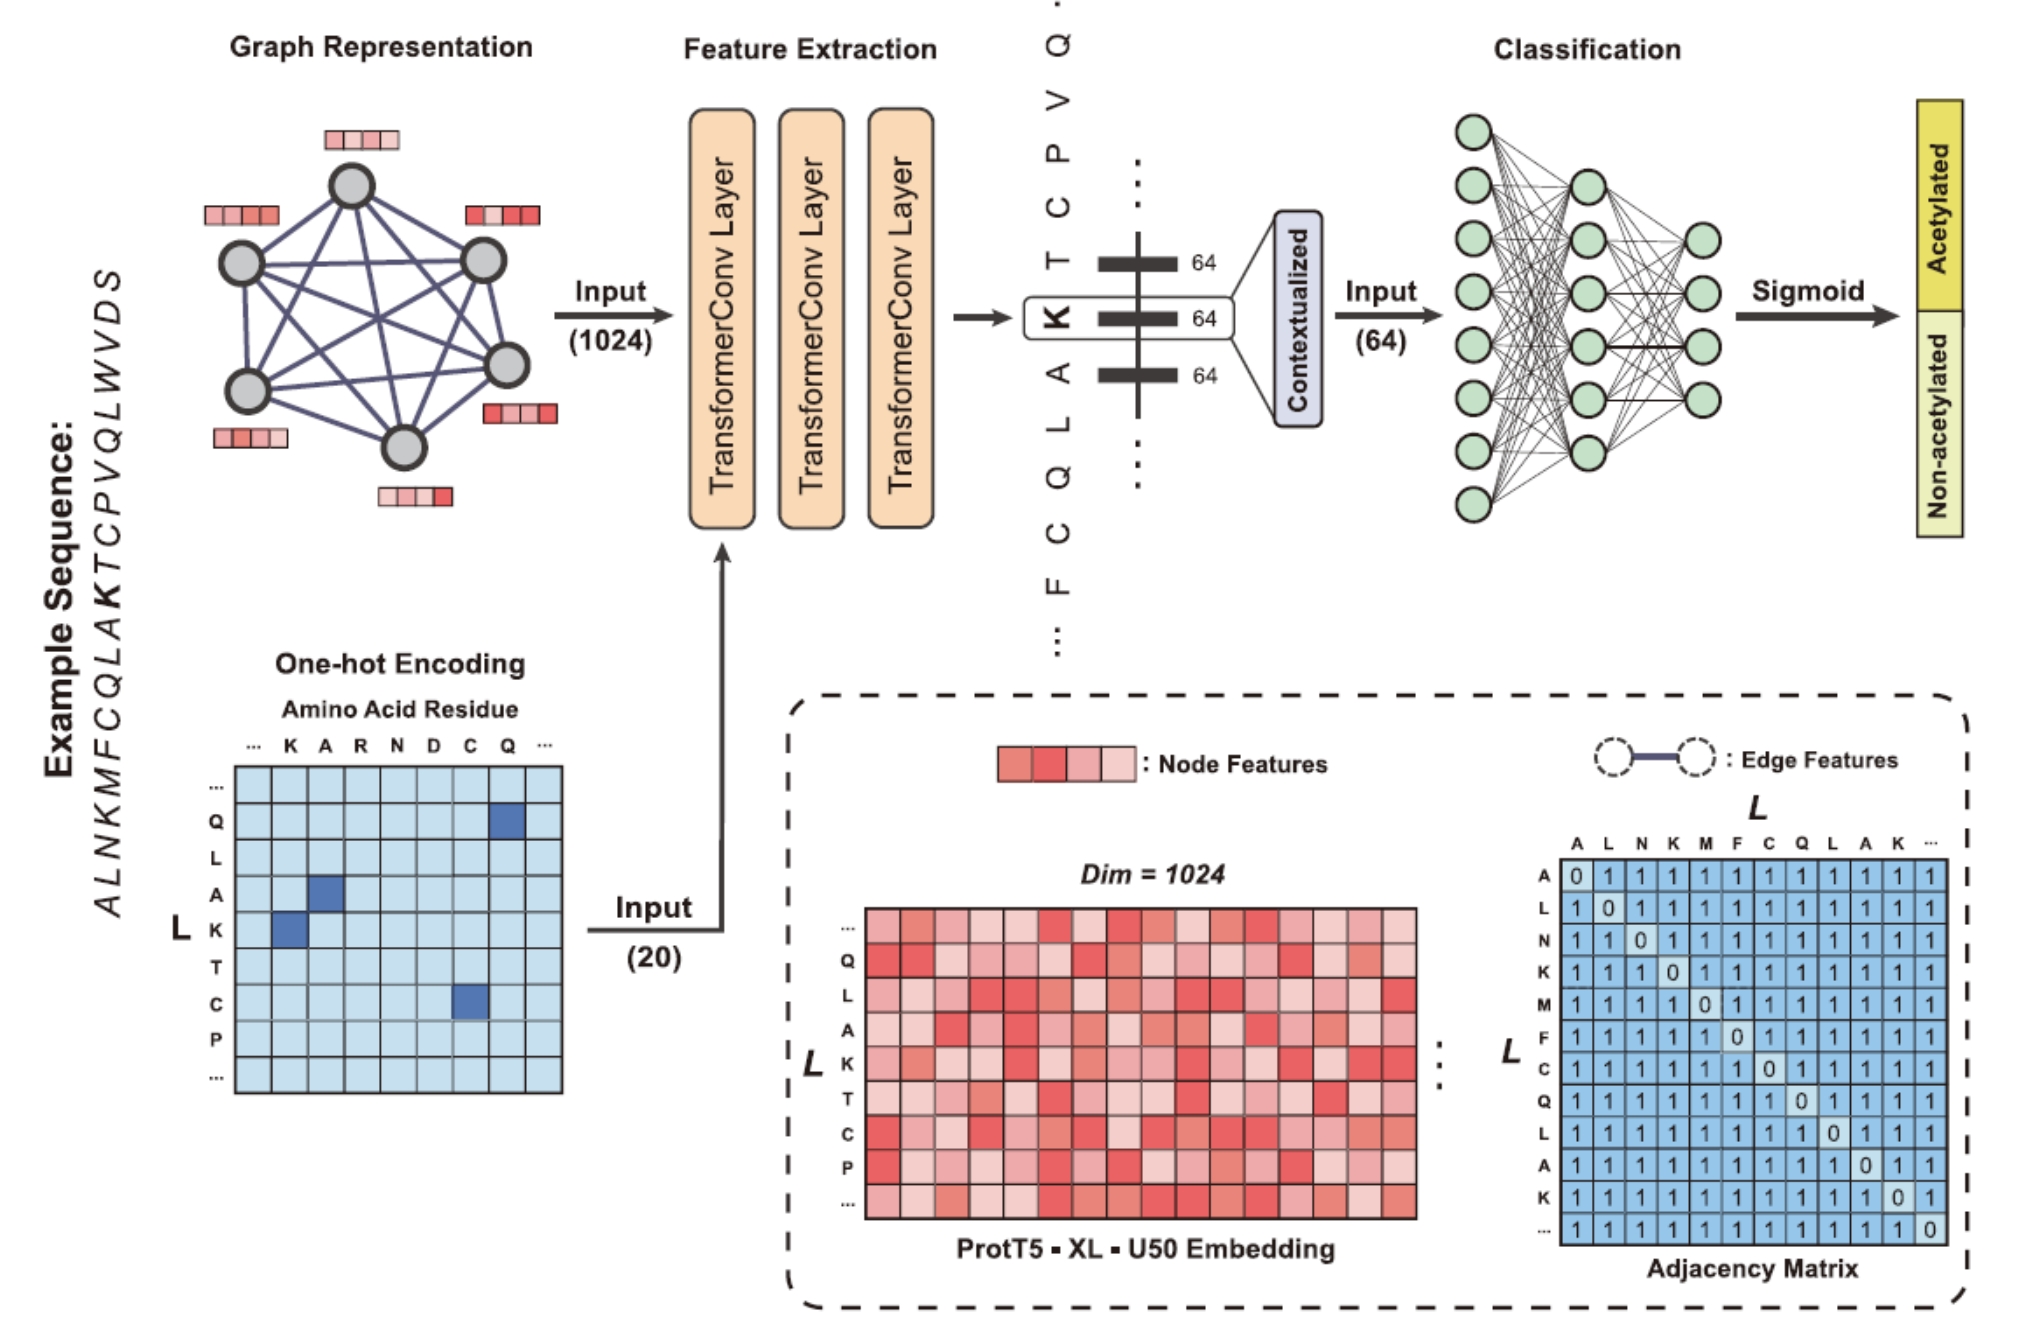 Graph Representation
Feature Extraction
Classification
Example Sequence:
ALNKMFCQLAKTCPVQLWVDS
Input
(1024)
TransformerConv Layer
TransformerConv Layer
TransformerConv Layer
... F C Q L A K T C P V Q .
64
64
64
Contextualized
Input
(64)
Sigmoid
Acetylated
Non-acetylated
One-hot Encoding
Amino Acid Residue
... K A R N D C Q ...
L
...
Q
L
A
K
T
C
P
...
Input
(20)
: Node Features
: Edge Features
Dim = 1024
L
...
Q
L
A
K
T
C
P
...
ProtT5 - XL - U50 Embedding
L
A L N K M F C Q L A K ...
L
A 0 1 1 1 1 1 1 1 1 1 1 1
L 1 0 1 1 1 1 1 1 1 1 1 1
N 1 1 0 1 1 1 1 1 1 1 1 1
K 1 1 1 0 1 1 1 1 1 1 1 1
M 1 1 1 1 0 1 1 1 1 1 1 1
F 1 1 1 1 1 0 1 1 1 1 1 1
C 1 1 1 1 1 1 0 1 1 1 1 1
Q 1 1 1 1 1 1 1 0 1 1 1 1
L 1 1 1 1 1 1 1 1 0 1 1 1
A 1 1 1 1 1 1 1 1 1 0 1 1
K 1 1 1 1 1 1 1 1 1 1 0 1
... 1 1 1 1 1 1 1 1 1 1 1 0
Adjacency Matrix